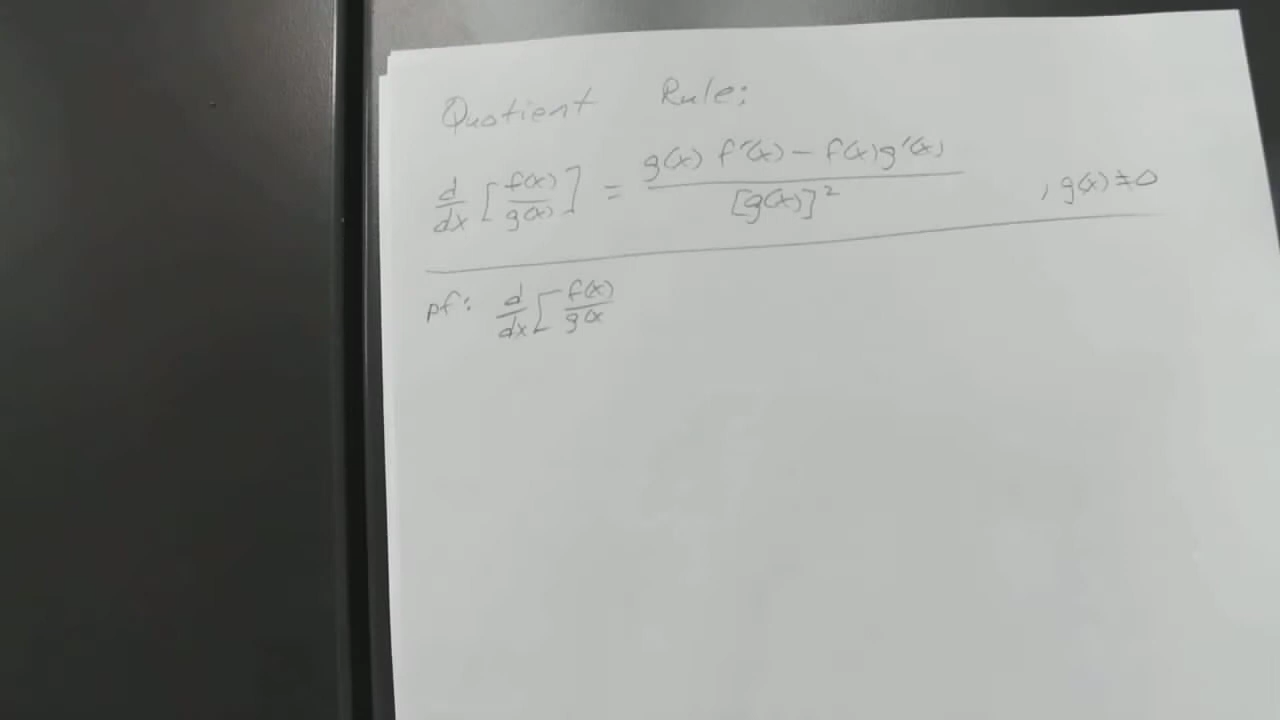 Quotient Rule:
d/dx [f(x)/g(x)] = g(x) f'(x) - f(x)g'(x) / [g(x)]² , g(x) ≠ 0
pf: d/dx [f(x)/g(x